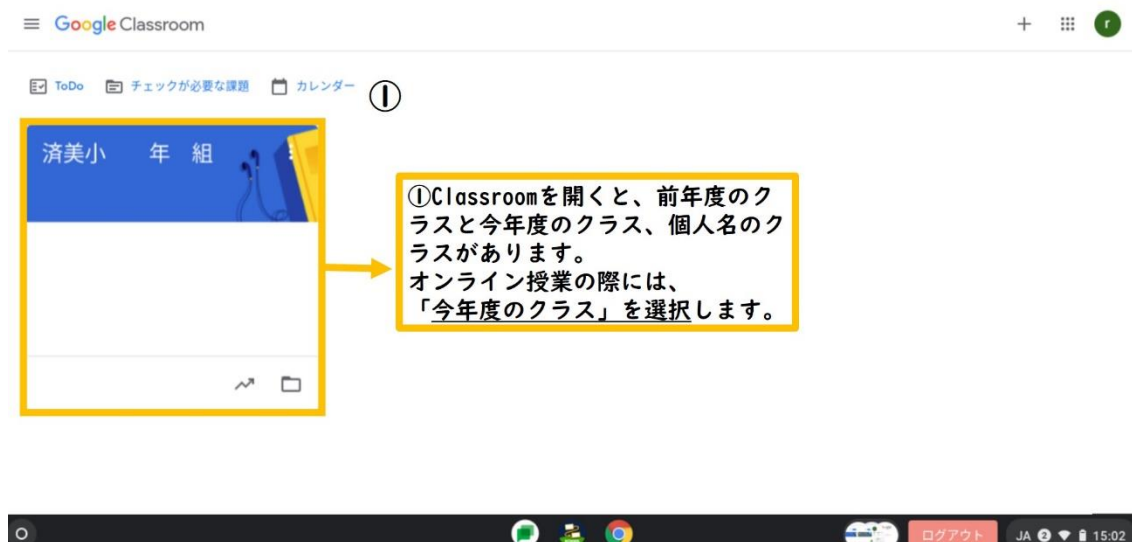 Google Classroom
r
ToDo チェックが必要な課題 カレンダー
①
済美小 年 組
①Classroomを開くと、前年度のク
ラスと今年度のクラス、個人名のク
ラスがあります。
オンライン授業の際には、
「今年度のクラス」を選択します。
ログアウト JA 2 15:02